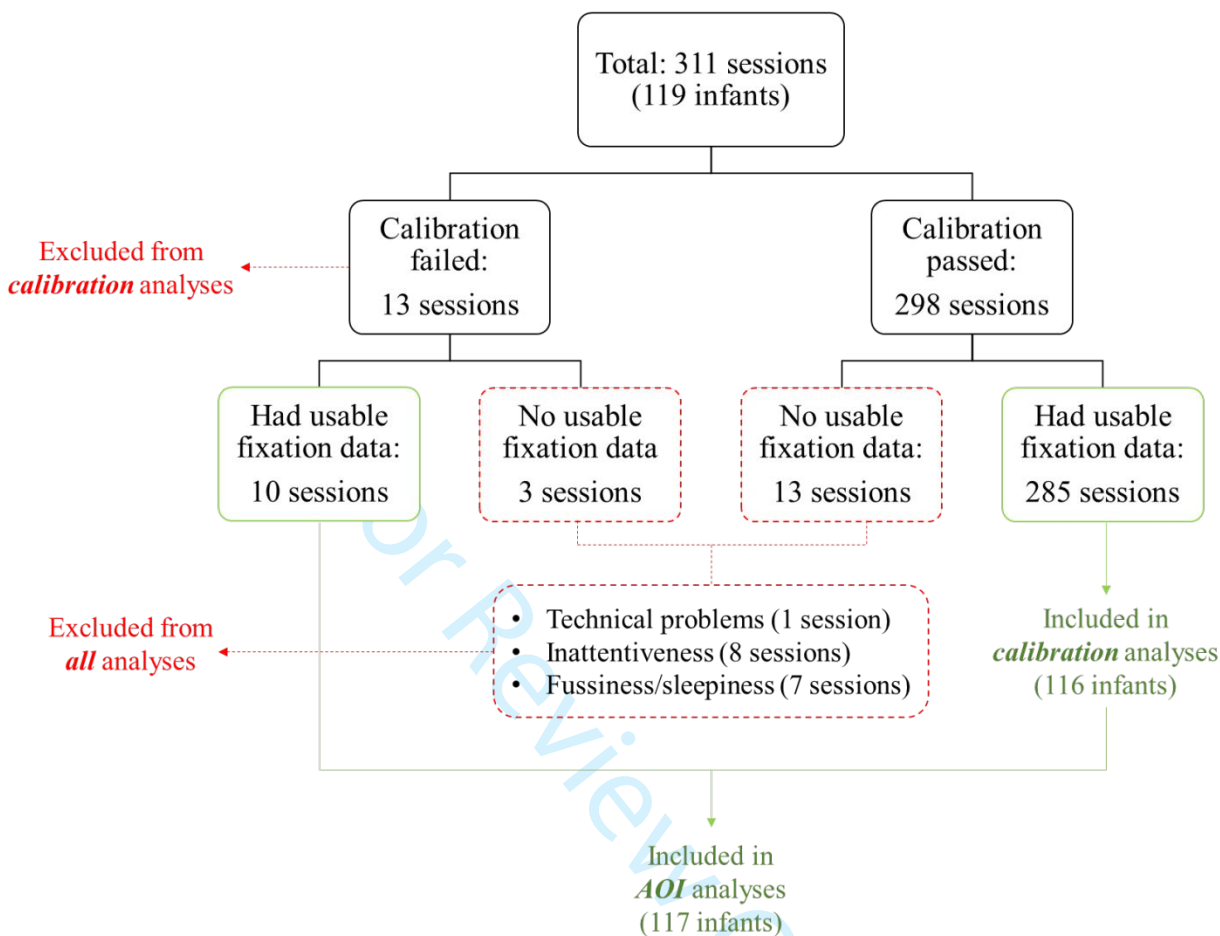 Total: 311 sessions
(119 infants)
Calibration
failed:
13 sessions
Calibration
passed:
298 sessions
Excluded from
calibration analyses
Had usable
fixation data:
10 sessions
No usable
fixation data
3 sessions
No usable
fixation data:
13 sessions
Had usable
fixation data:
285 sessions
• Technical problems (1 session)
• Inattentiveness (8 sessions)
• Fussiness/sleepiness (7 sessions)
Excluded from
all analyses
Included in
calibration analyses
(116 infants)
Included in
AOI analyses
(117 infants)
or Review